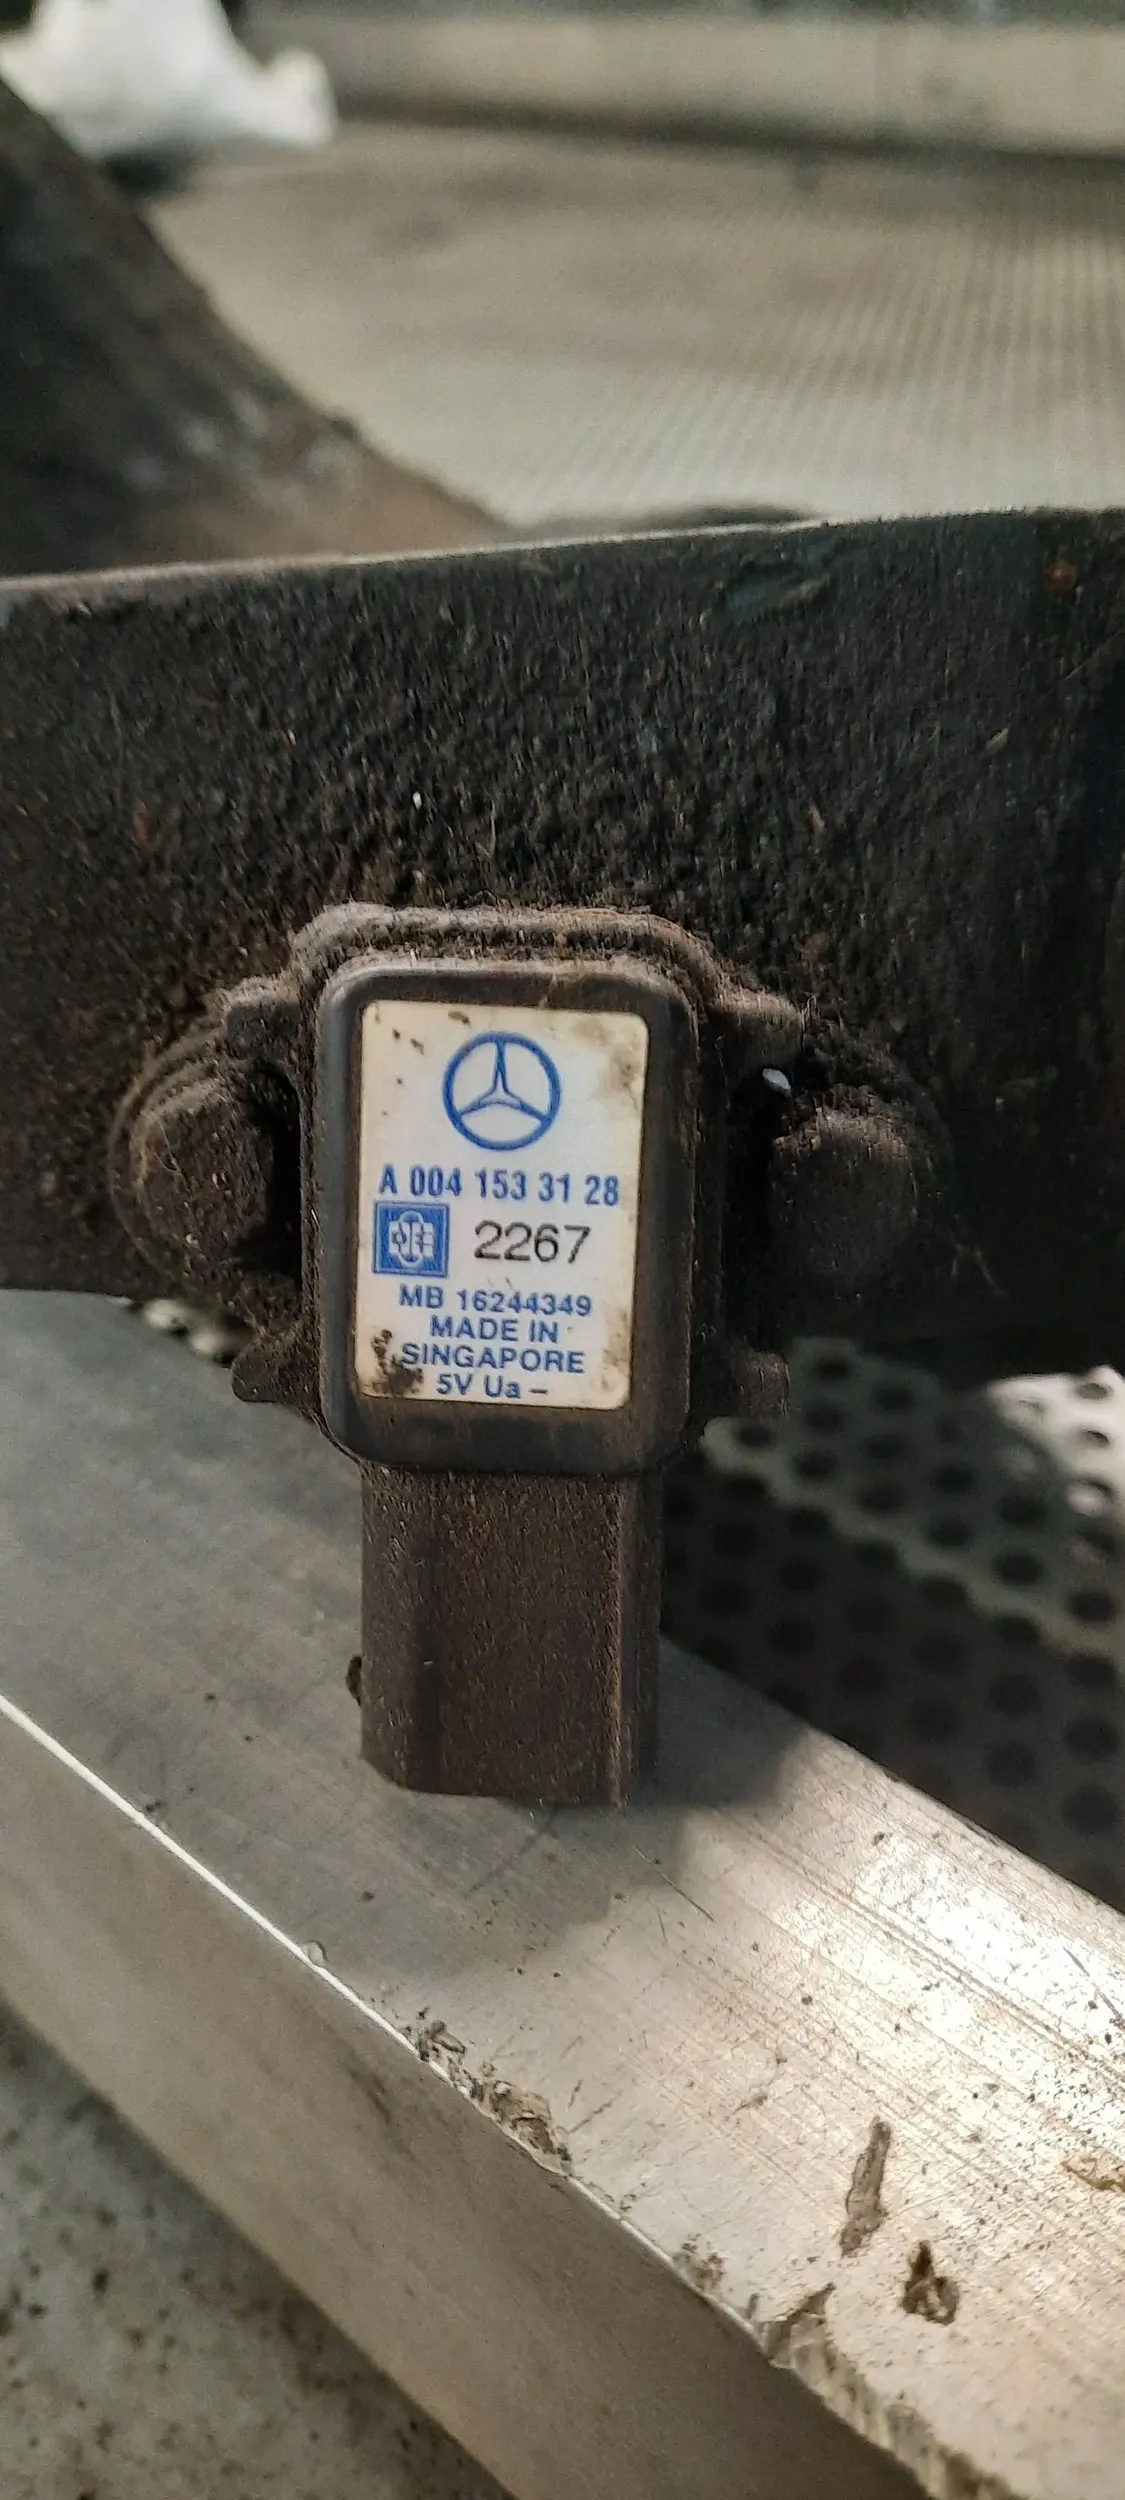 A 004 153 31 28
2267
MB 16244349
MADE IN
SINGAPORE
5V Ua –